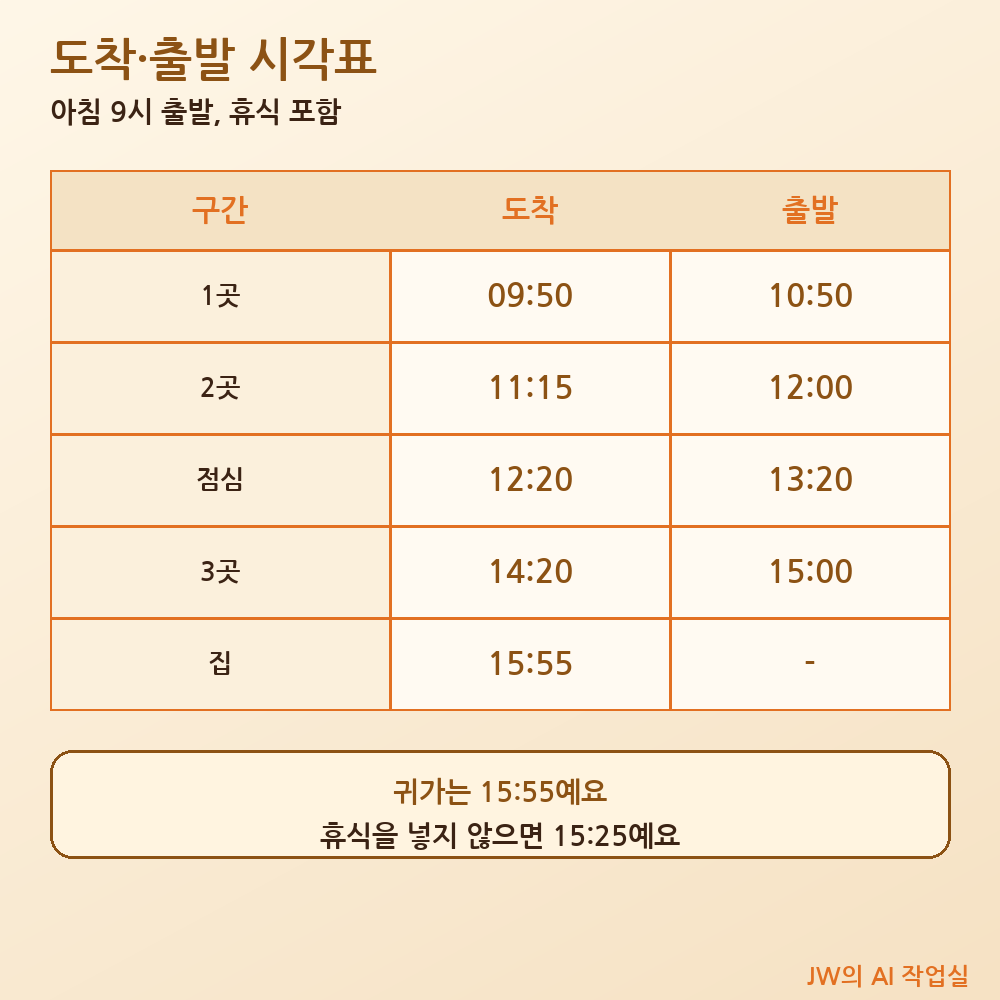 도착·출발 시각표
아침 9시 출발, 휴식 포함
구간 도착 출발
1곳 09:50 10:50
2곳 11:15 12:00
점심 12:20 13:20
3곳 14:20 15:00
집 15:55 -
귀가는 15:55예요
휴식을 넣지 않으면 15:25예요
JW의 AI 작업실